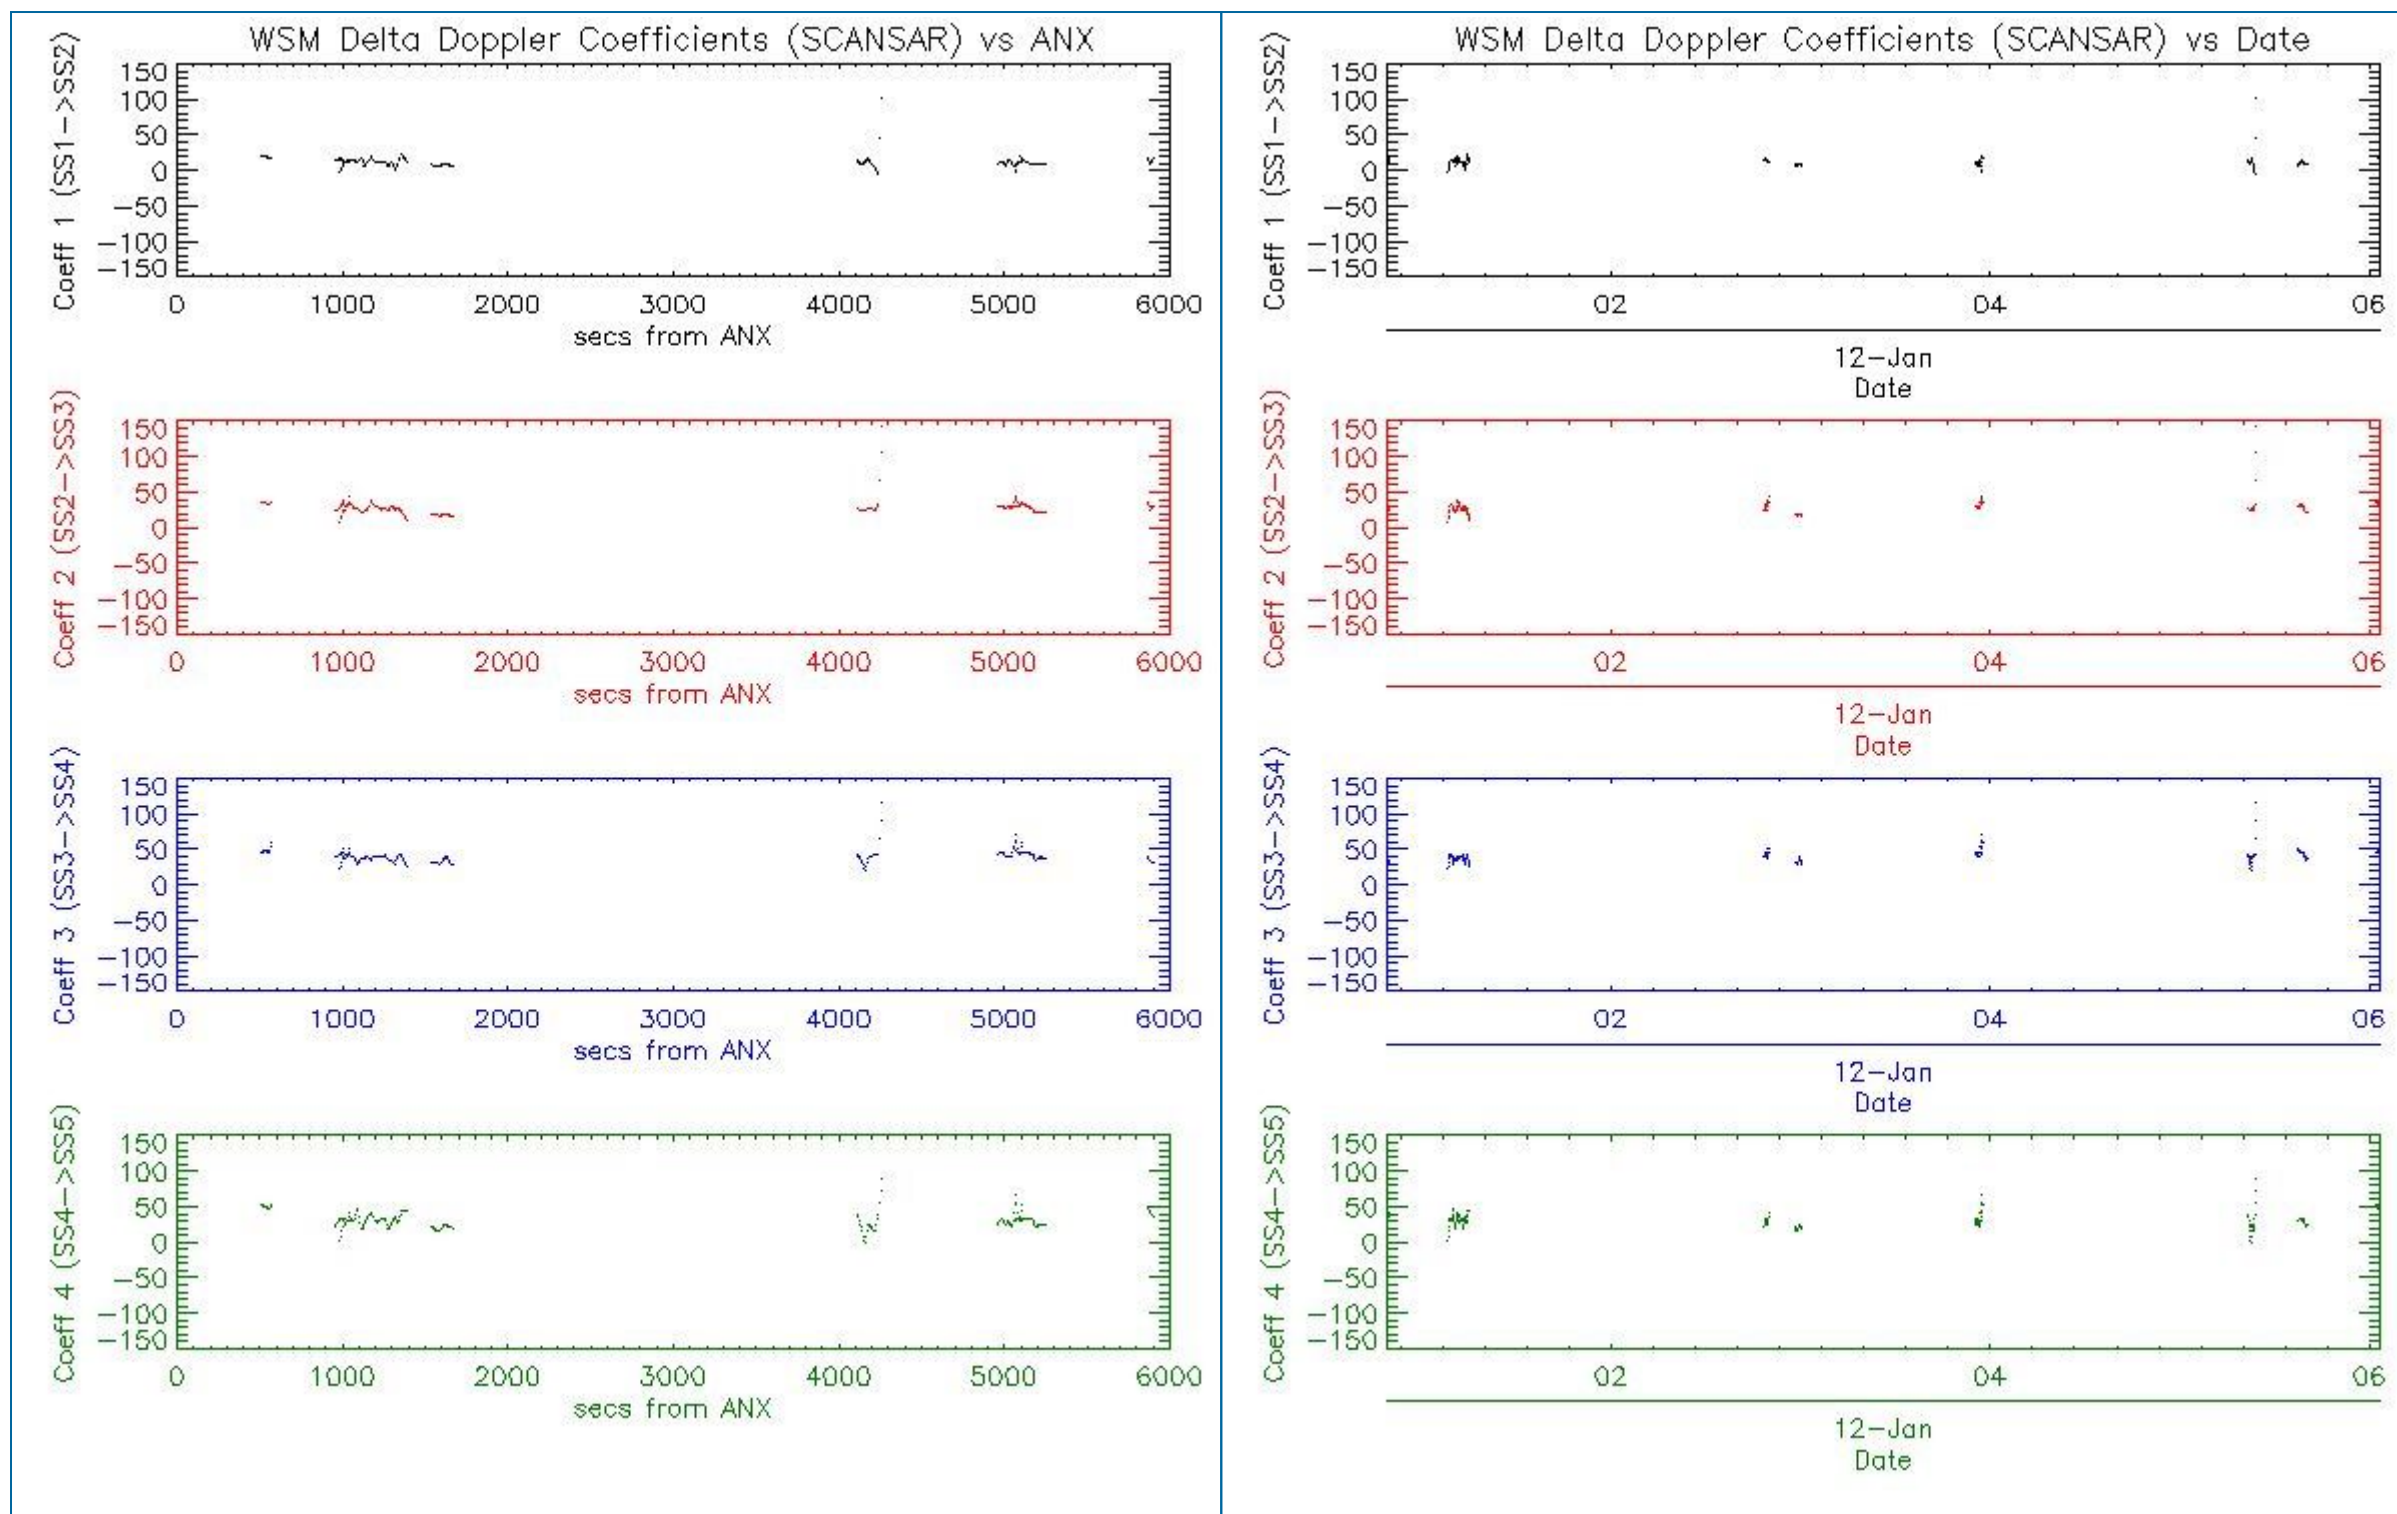 WSM Delta Doppler Coefficients (SCANSAR) vs ANX
Coeff 1 (SS1->SS2)
150
100
50
0
-50
-100
-150
0 1000 2000 3000 4000 5000 6000
secs from ANX
Coeff 2 (SS2->SS3)
150
100
50
0
-50
-100
-150
0 1000 2000 3000 4000 5000 6000
secs from ANX
Coeff 3 (SS3->SS4)
150
100
50
0
-50
-100
-150
0 1000 2000 3000 4000 5000 6000
secs from ANX
Coeff 4 (SS4->SS5)
150
100
50
0
-50
-100
-150
0 1000 2000 3000 4000 5000 6000
secs from ANX
WSM Delta Doppler Coefficients (SCANSAR) vs Date
Coeff 1 (SS1->SS2)
150
100
50
0
-50
-100
-150
02 04 06
12-Jan
Date
Coeff 2 (SS2->SS3)
150
100
50
0
-50
-100
-150
02 04 06
12-Jan
Date
Coeff 3 (SS3->SS4)
150
100
50
0
-50
-100
-150
02 04 06
12-Jan
Date
Coeff 4 (SS4->SS5)
150
100
50
0
-50
-100
-150
02 04 06
12-Jan
Date